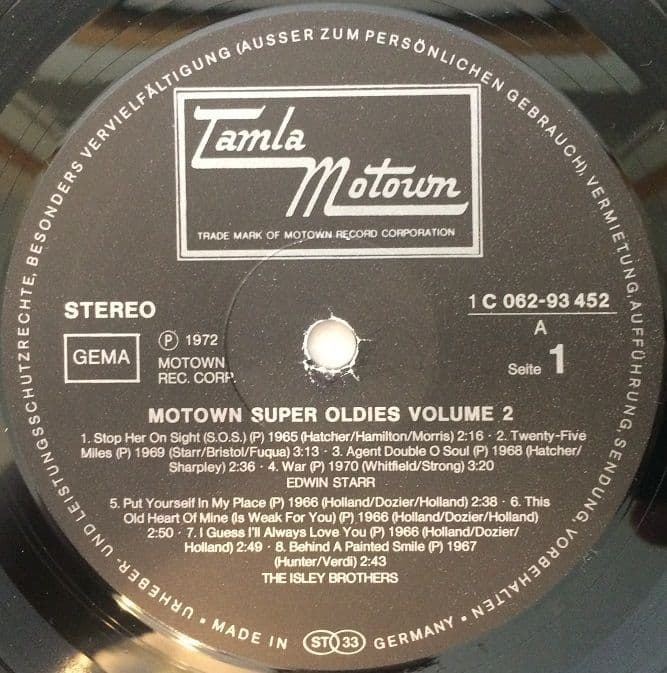 URHEBER- UND LEISTUNGSSCHUTZRECHTE, BESONDERS VERVIELFÄLTIGUNG (AUSSER ZUM PERSÖNLICHEN GEBRAUCH), VERMIETUNG, AUFFÜHRUNG, SENDUNG VORBEHALTEN
Tamla
Motown
TRADE MARK OF MOTOWN RECORD CORPORATION
STEREO
1 C 062-93 452
A
Seite 1
GEMA
Ⓟ 1972
MOTOWN
REC. CORP.
MOTOWN SUPER OLDIES VOLUME 2
1. Stop Her On Sight (S.O.S.) (P) 1965 (Hatcher/Hamilton/Morris) 2:16 · 2. Twenty-Five
Miles (P) 1969 (Starr/Bristol/Fuqua) 3:13 · 3. Agent Double O Soul (P) 1968 (Hatcher/
Sharpley) 2:36 · 4. War (P) 1970 (Whitfield/Strong) 3:20
EDWIN STARR
5. Put Yourself In My Place (P) 1966 (Holland/Dozier/Holland) 2:38 · 6. This
Old Heart Of Mine (Is Weak For You) (P) 1966 (Holland/Dozier/Holland)
2:50 · 7. I Guess I'll Always Love You (P) 1966 (Holland/Dozier/
Holland) 2:49 · 8. Behind A Painted Smile (P) 1967
(Hunter/Verdi) 2:43
THE ISLEY BROTHERS
· MADE IN ST 33 GERMANY ·